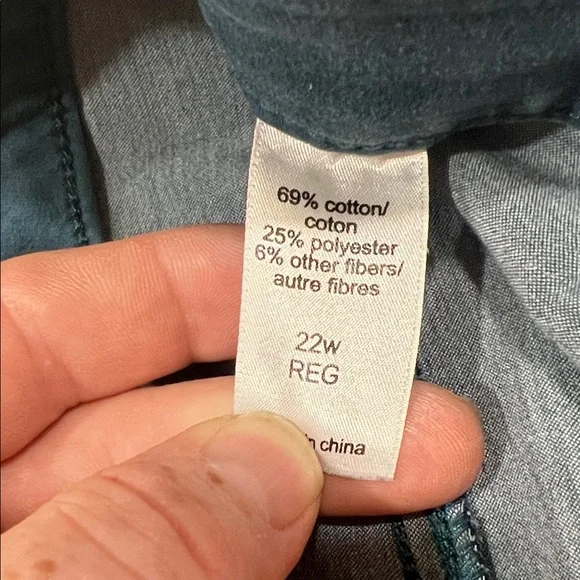 69% cotton/
coton
25% polyester
6% other fibers/
autre fibres
22w
REG
china